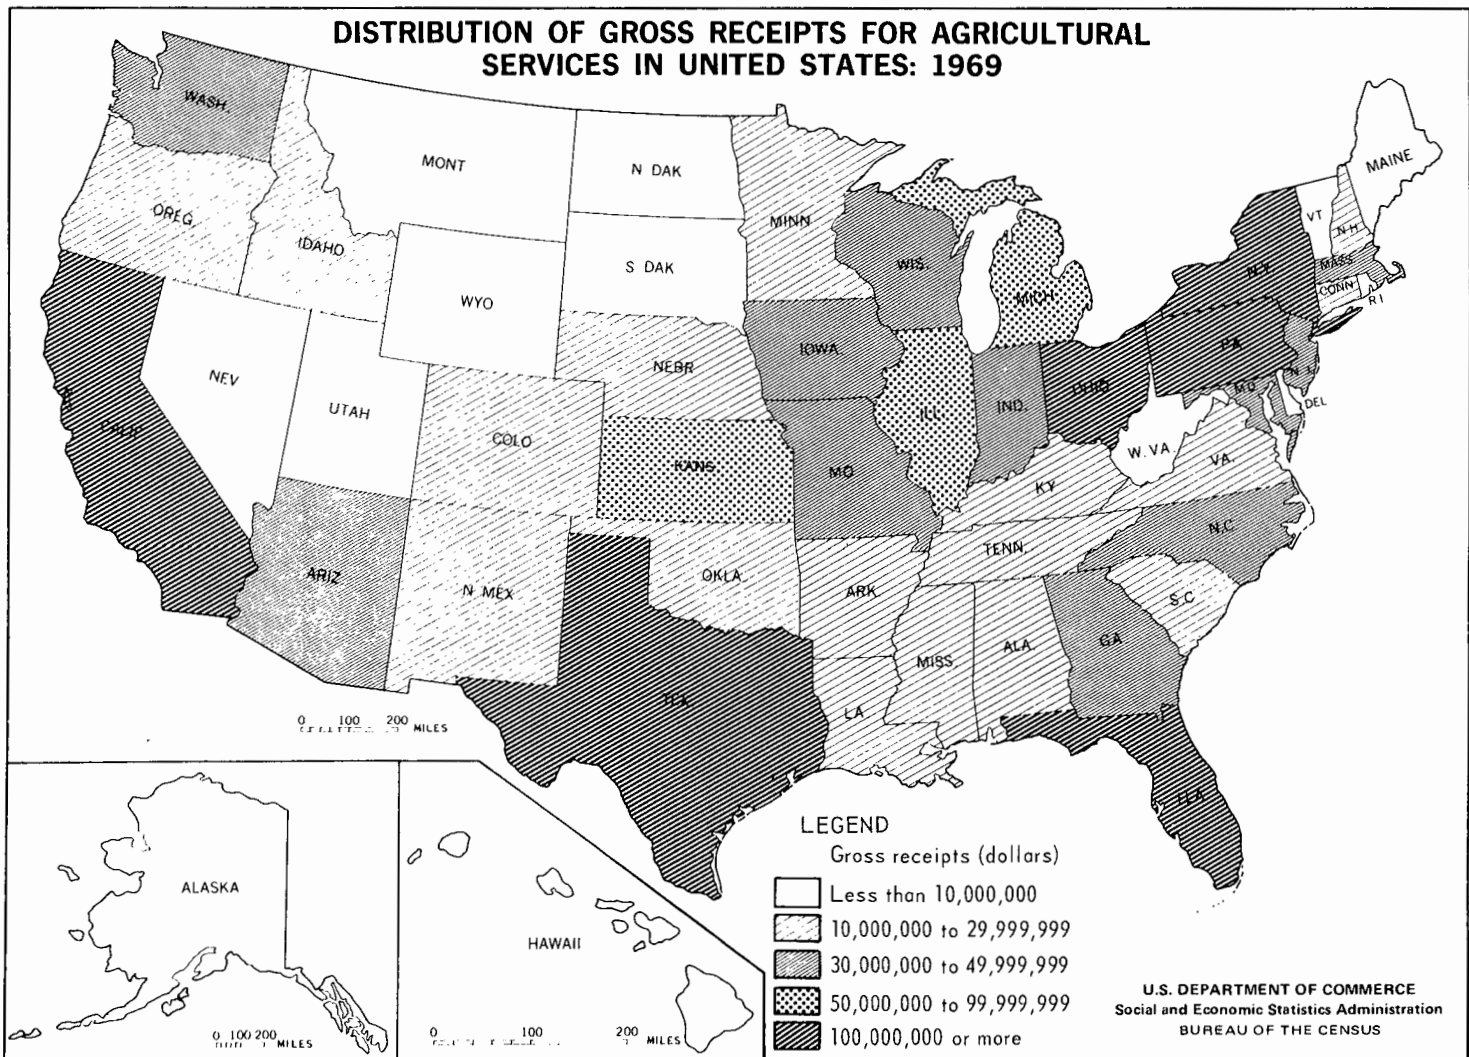 DISTRIBUTION OF GROSS RECEIPTS FOR AGRICULTURAL
SERVICES IN UNITED STATES: 1969
WASH.
MONT
N DAK
MINN
MAINE
OREG.
IDAHO
S DAK
WIS.
MICH
VT
N H
N.Y.
MASS.
CONN
R I
WYO
NEV
UTAH
COLO
NEBR
IOWA
ILL.
IND.
OHIO
PA.
N.J.
MD.
DEL
CALIF
KANS
MO
KY
W.VA.
VA.
ARIZ
N MEX
OKLA.
ARK
TENN.
N.C.
S.C
TEX.
LA
MISS.
ALA.
GA
FLA.
0 100 200 MILES
ALASKA
0 100 200 MILES
HAWAII
0 100 200 MILES
LEGEND
Gross receipts (dollars)
Less than 10,000,000
10,000,000 to 29,999,999
30,000,000 to 49,999,999
50,000,000 to 99,999,999
100,000,000 or more
U.S. DEPARTMENT OF COMMERCE
Social and Economic Statistics Administration
BUREAU OF THE CENSUS